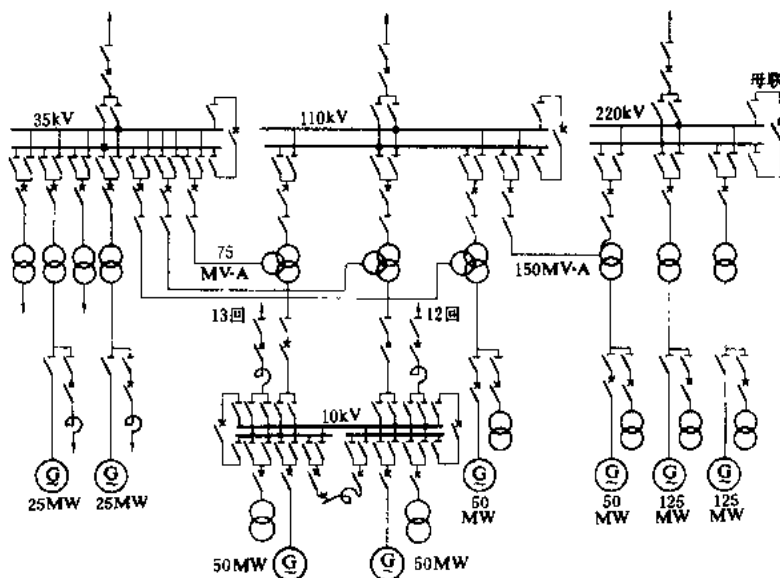 母联
35kV
110kV
220kV
75
MV·A
150MV·A
13回
12回
10kV
G
25MW
G
25MW
G
50
MW
G
50
MW
G
125
MW
G
125
MW
50MW
G
G
50MW